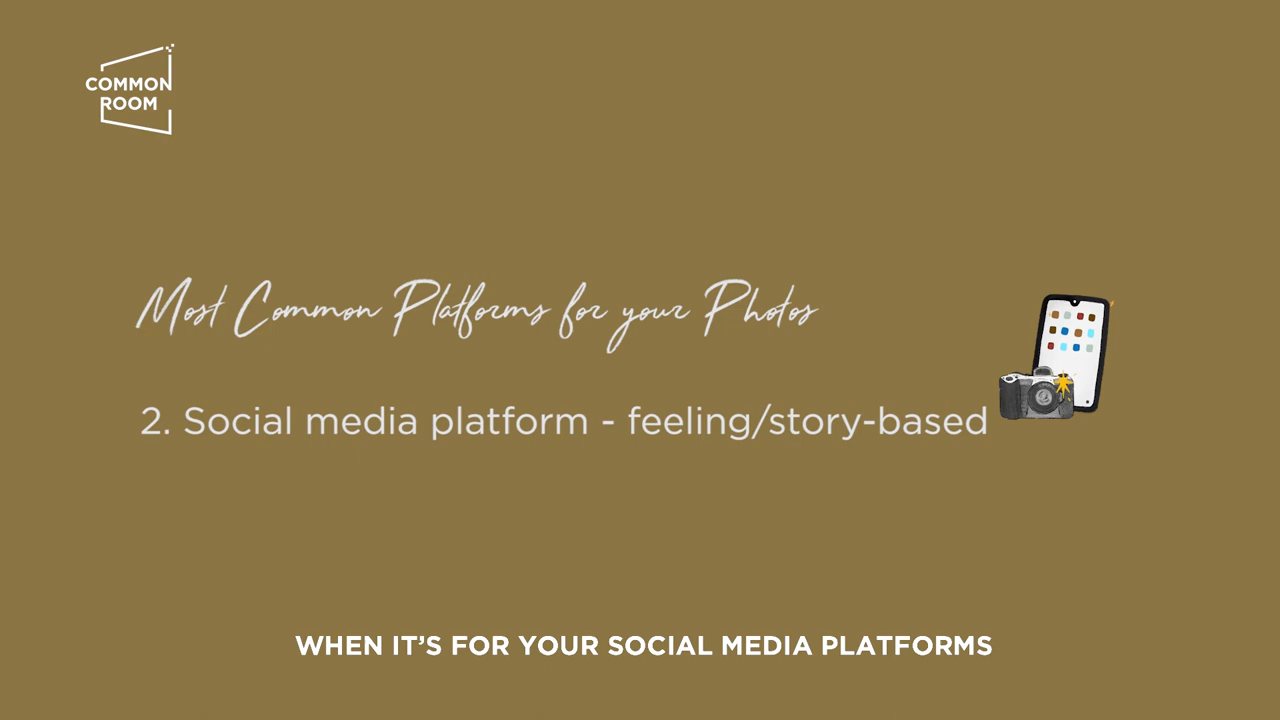 COMMON
ROOM
Most Common Platforms for your Photos
2. Social media platform - feeling/story-based
WHEN IT’S FOR YOUR SOCIAL MEDIA PLATFORMS